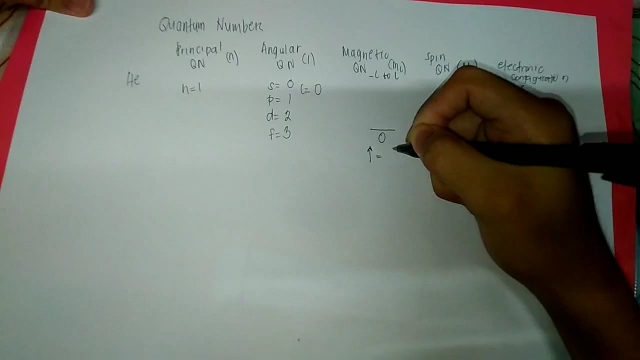 Quantum Numbers
Principal QN (n)
Angular QN (l)
Magnetic QN (ml)
-l to l
Spin QN
electronic
He
n=1
s=0 l=0
p=1
d=2
f=3
0
↑=